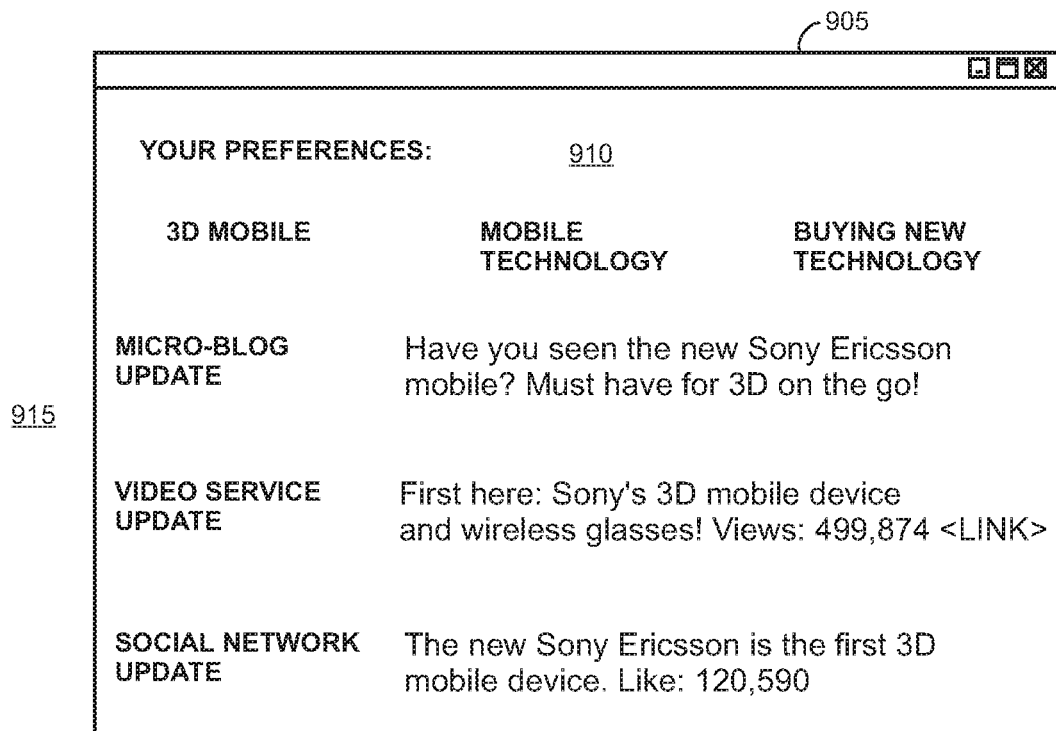 905
YOUR PREFERENCES:
910
3D MOBILE
MOBILE
TECHNOLOGY
BUYING NEW
TECHNOLOGY
MICRO-BLOG
UPDATE
Have you seen the new Sony Ericsson
mobile? Must have for 3D on the go!
915
VIDEO SERVICE
UPDATE
First here: Sony's 3D mobile device
and wireless glasses! Views: 499,874 <LINK>
SOCIAL NETWORK
UPDATE
The new Sony Ericsson is the first 3D
mobile device. Like: 120,590